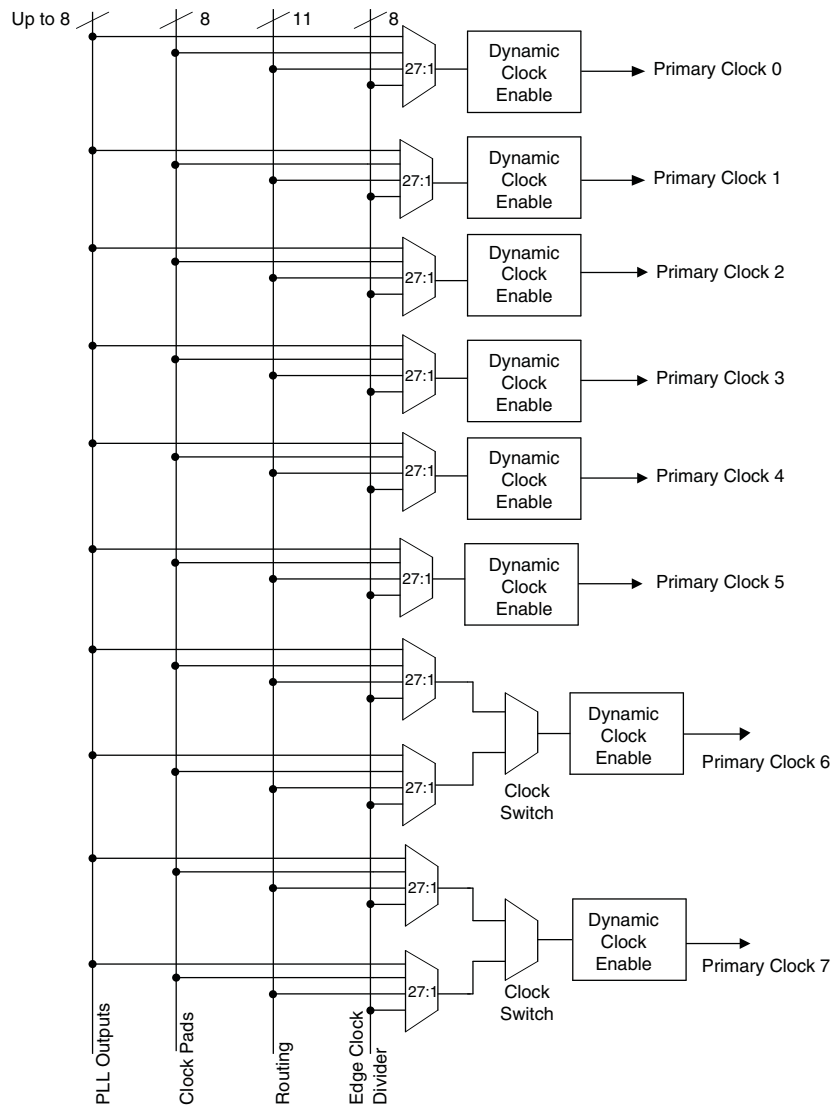 Up to 8
8
11
8
27:1
Dynamic
Clock
Enable
Primary Clock 0
27:1
Dynamic
Clock
Enable
Primary Clock 1
27:1
Dynamic
Clock
Enable
Primary Clock 2
27:1
Dynamic
Clock
Enable
Primary Clock 3
27:1
Dynamic
Clock
Enable
Primary Clock 4
27:1
Dynamic
Clock
Enable
Primary Clock 5
27:1
27:1
Clock
Switch
Dynamic
Clock
Enable
Primary Clock 6
27:1
27:1
Clock
Switch
Dynamic
Clock
Enable
Primary Clock 7
PLL Outputs
Clock Pads
Routing
Edge Clock
Divider